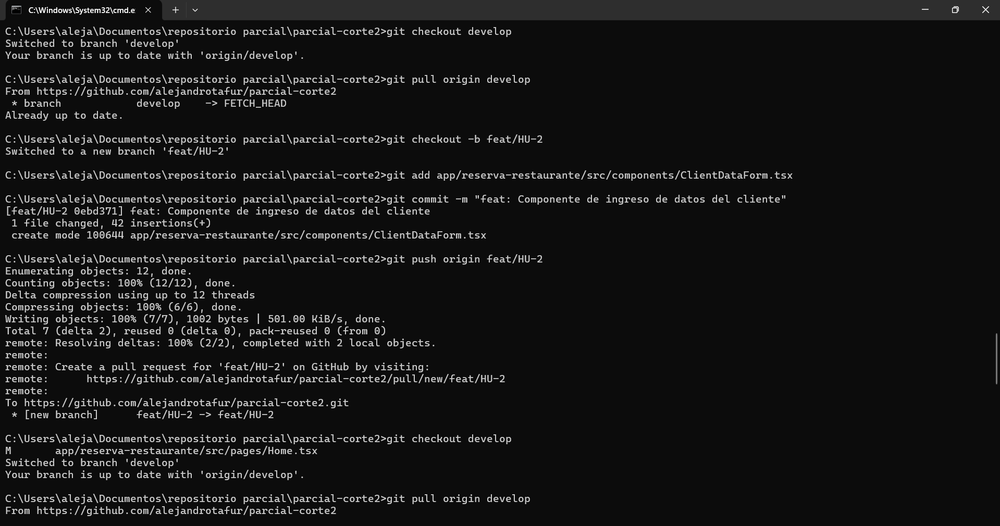 C:\Windows\System32\cmd.e
C:\Users\aleja\Documentos\repositorio parcial\parcial-corte2>git checkout develop
Switched to branch 'develop'
Your branch is up to date with 'origin/develop'.
C:\Users\aleja\Documentos\repositorio parcial\parcial-corte2>git pull origin develop
From https://github.com/alejandrotafur/parcial-corte2
 * branch            develop    -> FETCH_HEAD
Already up to date.
C:\Users\aleja\Documentos\repositorio parcial\parcial-corte2>git checkout -b feat/HU-2
Switched to a new branch 'feat/HU-2'
C:\Users\aleja\Documentos\repositorio parcial\parcial-corte2>git add app/reserva-restaurante/src/components/ClientDataForm.tsx
C:\Users\aleja\Documentos\repositorio parcial\parcial-corte2>git commit -m "feat: Componente de ingreso de datos del cliente"
[feat/HU-2 0ebd371] feat: Componente de ingreso de datos del cliente
 1 file changed, 42 insertions(+)
 create mode 100644 app/reserva-restaurante/src/components/ClientDataForm.tsx
C:\Users\aleja\Documentos\repositorio parcial\parcial-corte2>git push origin feat/HU-2
Enumerating objects: 12, done.
Counting objects: 100% (12/12), done.
Delta compression using up to 12 threads
Compressing objects: 100% (6/6), done.
Writing objects: 100% (7/7), 1002 bytes | 501.00 KiB/s, done.
Total 7 (delta 2), reused 0 (delta 0), pack-reused 0 (from 0)
remote: Resolving deltas: 100% (2/2), completed with 2 local objects.
remote:
remote: Create a pull request for 'feat/HU-2' on GitHub by visiting:
remote:      https://github.com/alejandrotafur/parcial-corte2/pull/new/feat/HU-2
remote:
To https://github.com/alejandrotafur/parcial-corte2.git
 * [new branch]      feat/HU-2 -> feat/HU-2
C:\Users\aleja\Documentos\repositorio parcial\parcial-corte2>git checkout develop
M       app/reserva-restaurante/src/pages/Home.tsx
Switched to branch 'develop'
Your branch is up to date with 'origin/develop'.
C:\Users\aleja\Documentos\repositorio parcial\parcial-corte2>git pull origin develop
From https://github.com/alejandrotafur/parcial-corte2